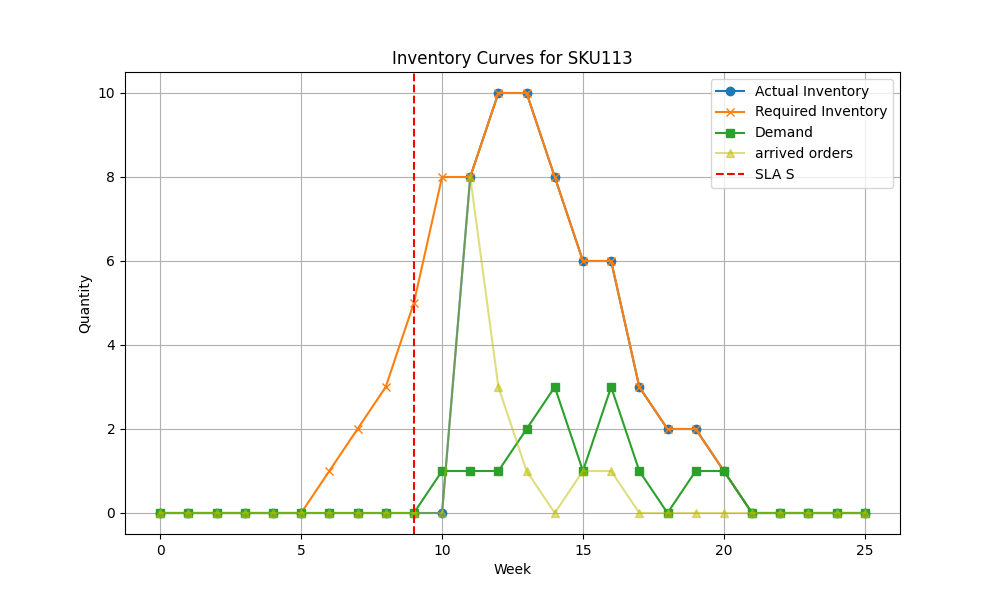 Inventory Curves for SKU113
Actual Inventory
Required Inventory
Demand
arrived orders
SLA S
Quantity
10
8
6
4
2
0
0 5 10 15 20 25
Week